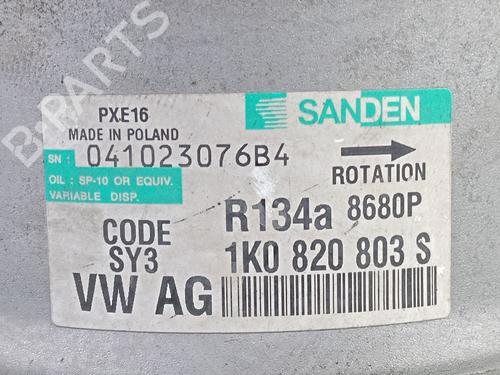 B-PARTS
PXE16
MADE IN POLAND
SANDEN
SN : 041023076B4
ROTATION
OIL : SP-10 OR EQUIV.
VARIABLE DISP.
R134a 8680P
CODE
SY3
1K0 820 803 S
VW AG